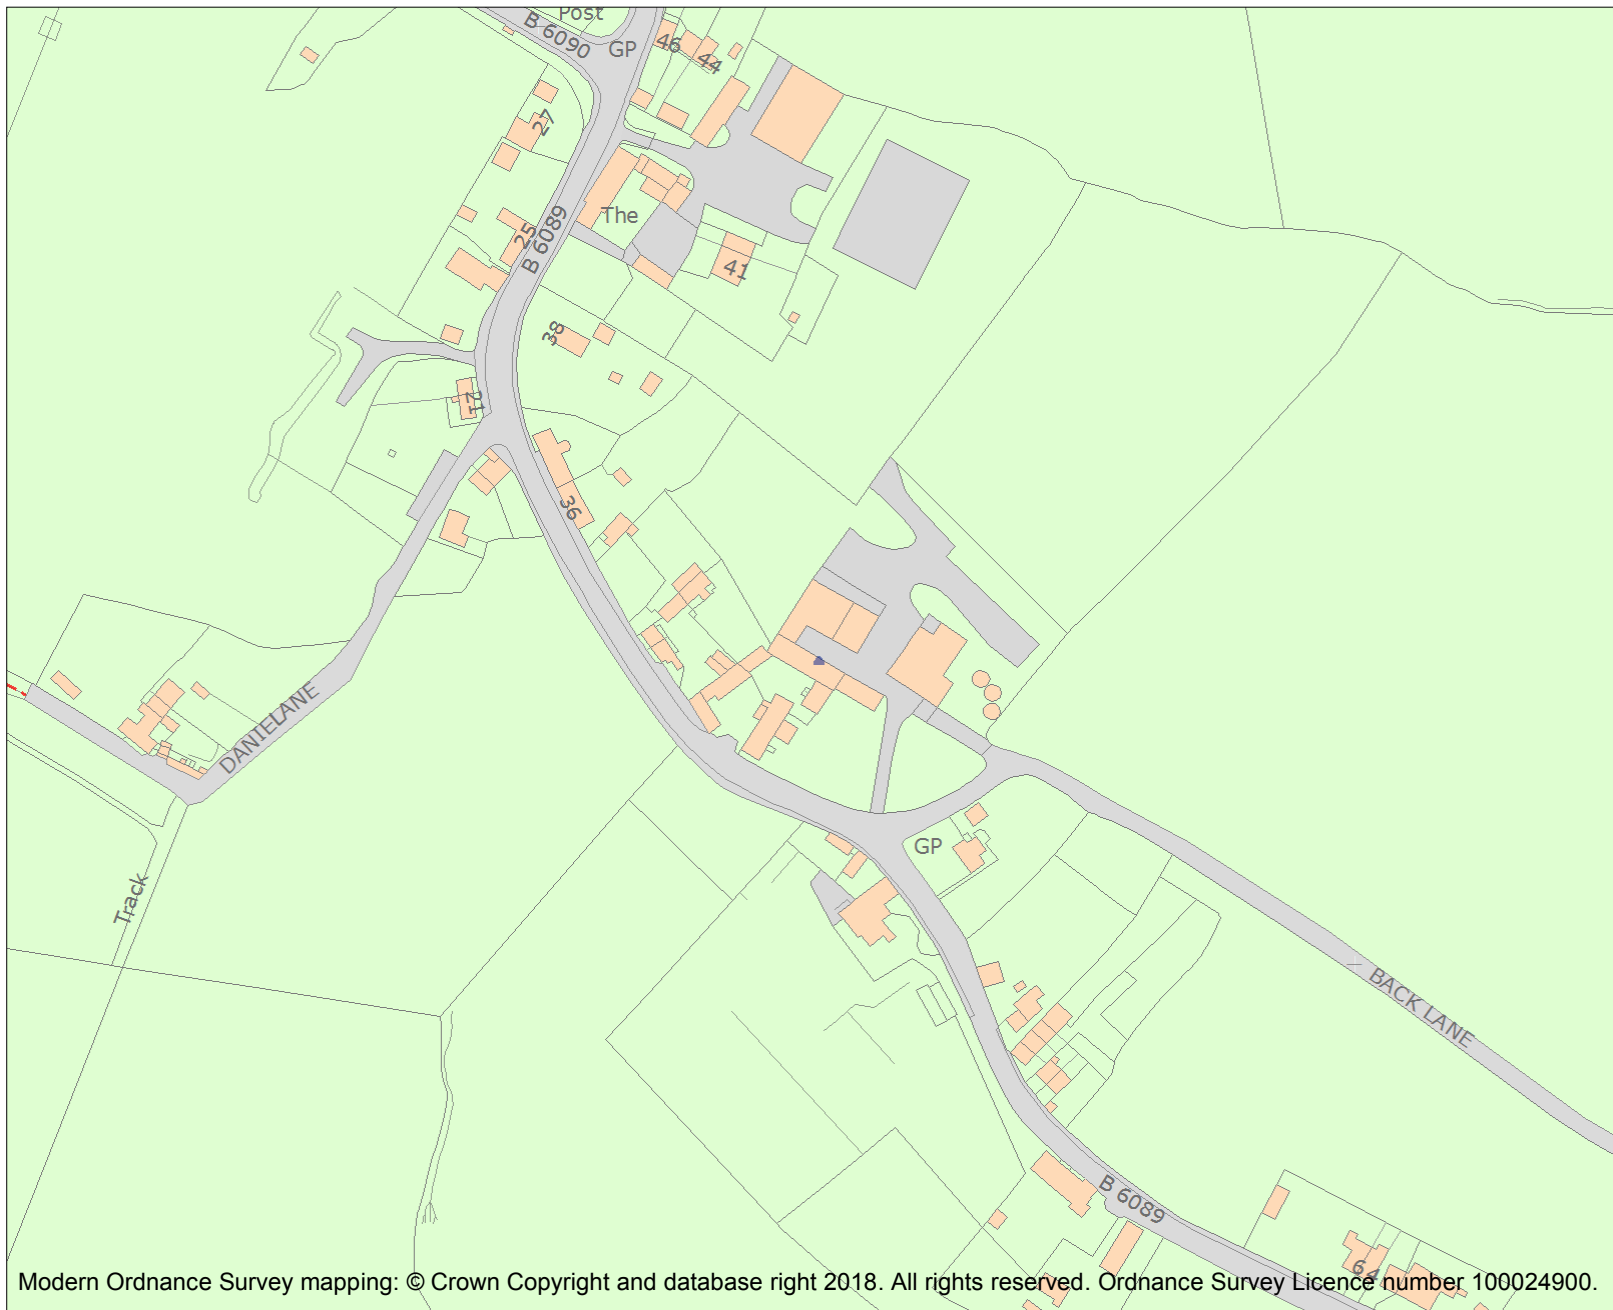 Post
B 6090
GP
46
44
27
The
25
B 6089
41
38
21
36
DANIELANE
GP
Track
BACK LANE
B 6089
64
Modern Ordnance Survey mapping: © Crown Copyright and database right 2018. All rights reserved. Ordnance Survey Licence number 100024900.